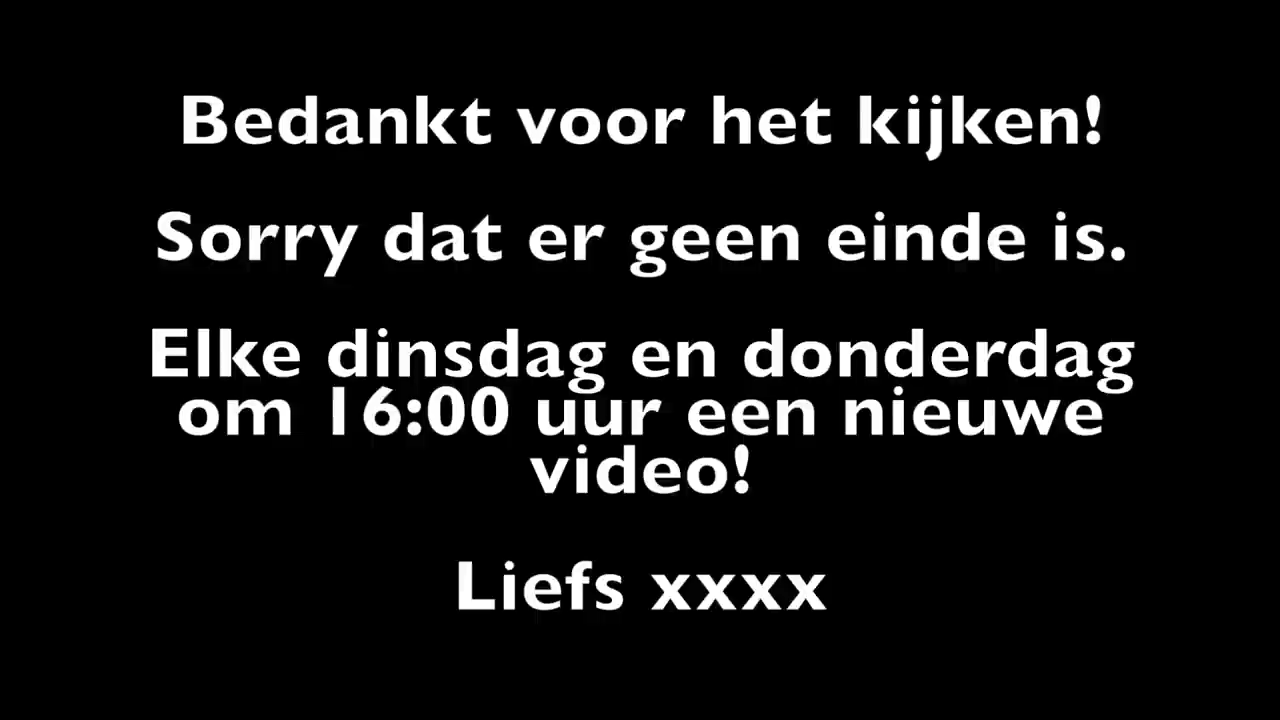 Bedankt voor het kijken!
Sorry dat er geen einde is.
Elke dinsdag en donderdag
om 16:00 uur een nieuwe
video!
Liefs xxxx